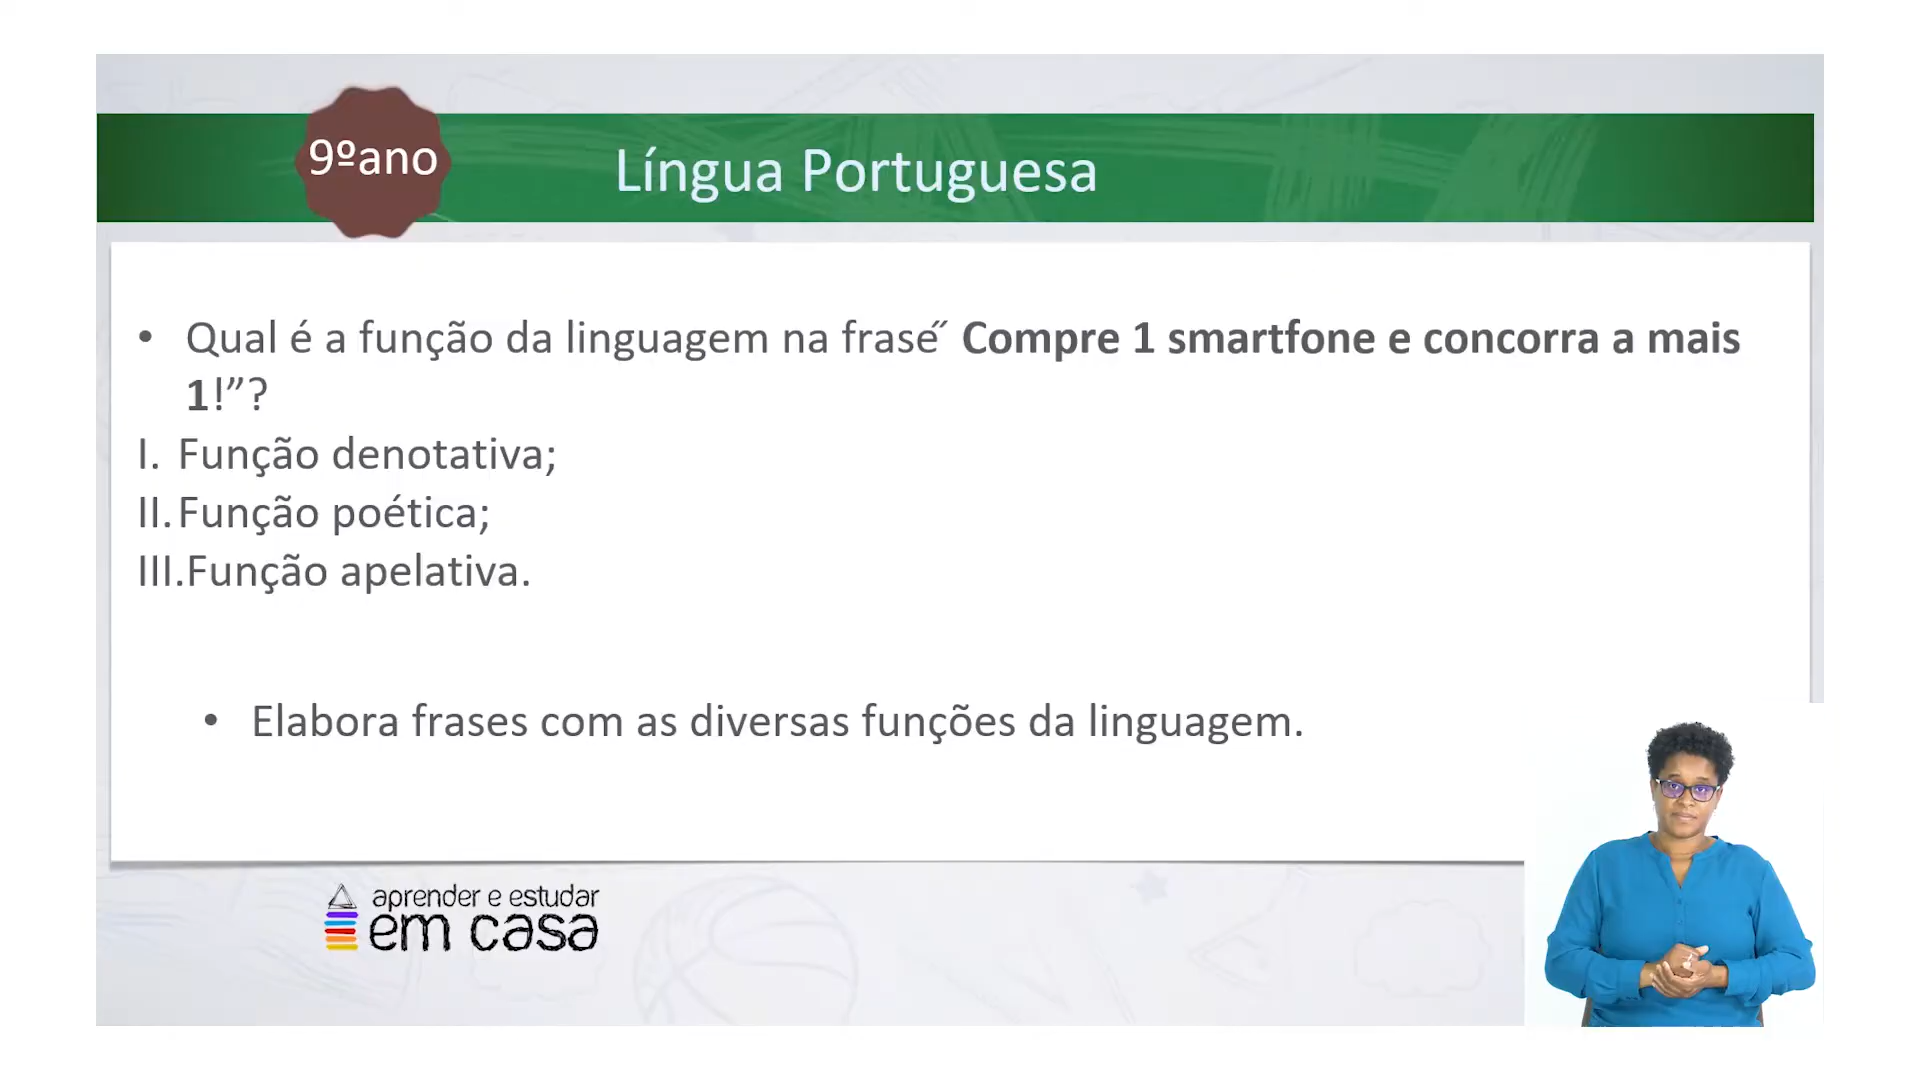 9ºano
Língua Portuguesa
• Qual é a função da linguagem na frase˝ Compre 1 smartfone e concorra a mais
1!”?
I. Função denotativa;
II. Função poética;
III.Função apelativa.
• Elabora frases com as diversas funções da linguagem.
aprender e estudar
em casa